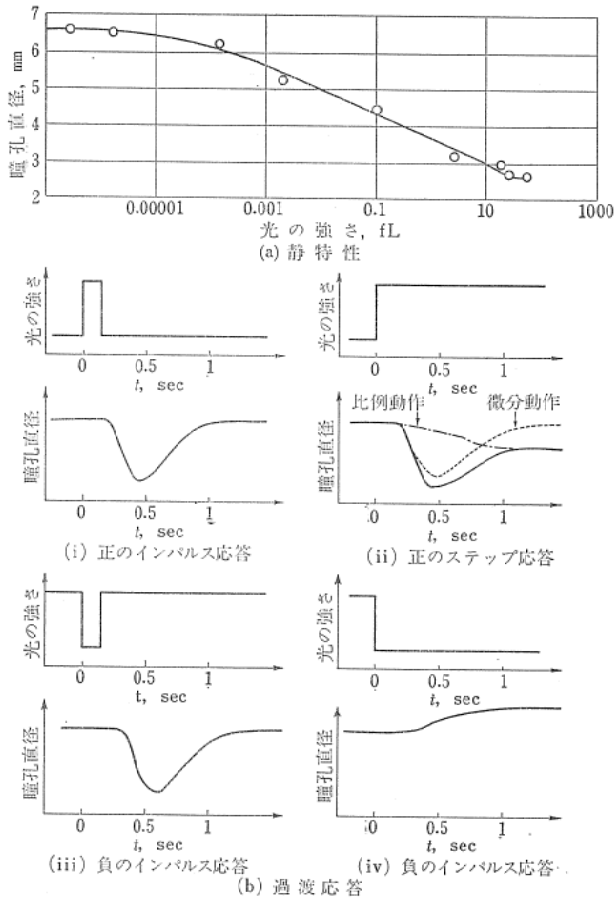 7
6
5
4
3
2
瞳孔直径, mm
0.00001 0.001 0.1 10 1000
光の強さ, fL
(a) 静特性
光の強さ
0 0.5 1
t, sec
瞳孔直径
0 0.5 1
t, sec
(i) 正のインパルス応答
光の強さ
0 0.5 1
t, sec
比例動作 微分動作
瞳孔直径
0 0.5 1
t, sec
(ii) 正のステップ応答
光の強さ
0 0.5 1
t, sec
瞳孔直径
0 0.5 1
t, sec
(iii) 負のインパルス応答
光の強さ
0 0.5 1
t, sec
瞳孔直径
0 0.5 1
t, sec
(iv) 負のインパルス応答
(b) 過渡応答